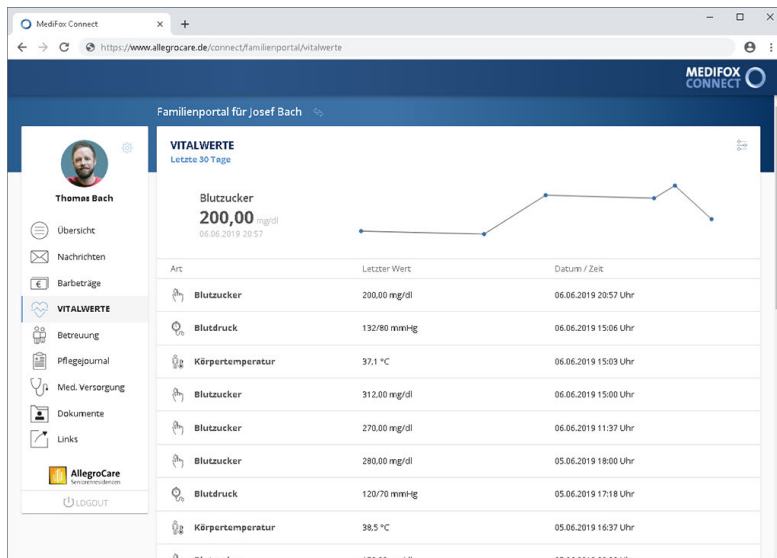 MediFox Connect
https://www.allegrocare.de/connect/familienportal/vitalwerte
MEDIFOX
CONNECT
Familienportal für Josef Bach
Thomas Bach
Übersicht
Nachrichten
Barbeträge
VITALWERTE
Betreuung
Pflegejournal
Med. Versorgung
Dokumente
Links
AllegroCare
Seniorenresidenzen
LOGOUT
VITALWERTE
Letzte 30 Tage
Blutzucker
200,00 mg/dl
06.06.2019 20:57
Art Letzter Wert Datum / Zeit
Blutzucker 200,00 mg/dl 06.06.2019 20:57 Uhr
Blutdruck 132/80 mmHg 06.06.2019 15:06 Uhr
Körpertemperatur 37,1 °C 06.06.2019 15:03 Uhr
Blutzucker 312,00 mg/dl 06.06.2019 15:00 Uhr
Blutzucker 270,00 mg/dl 06.06.2019 11:37 Uhr
Blutzucker 280,00 mg/dl 05.06.2019 18:00 Uhr
Blutdruck 120/70 mmHg 05.06.2019 17:18 Uhr
Körpertemperatur 38,5 °C 05.06.2019 16:37 Uhr